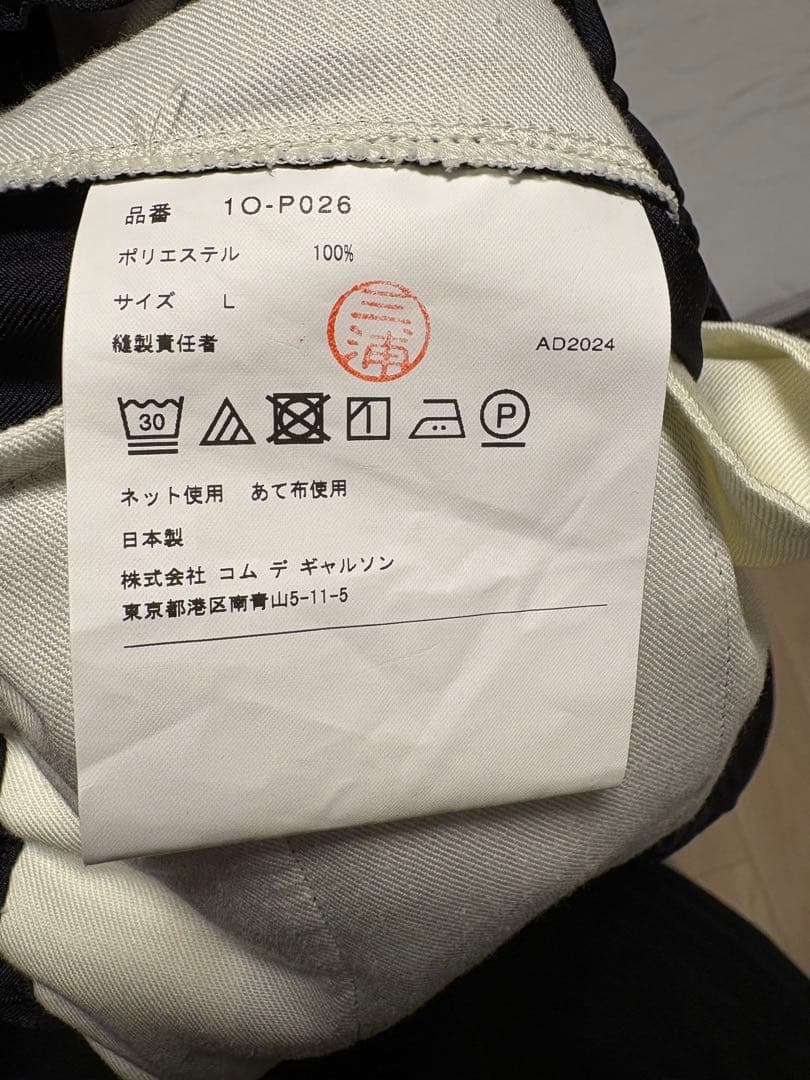 品番 1O-P026
ポリエステル 100%
サイズ L
三浦
縫製責任者 AD2024
30 P
ネット使用 あて布使用
日本製
株式会社 コム デ ギャルソン
東京都港区南青山5-11-5